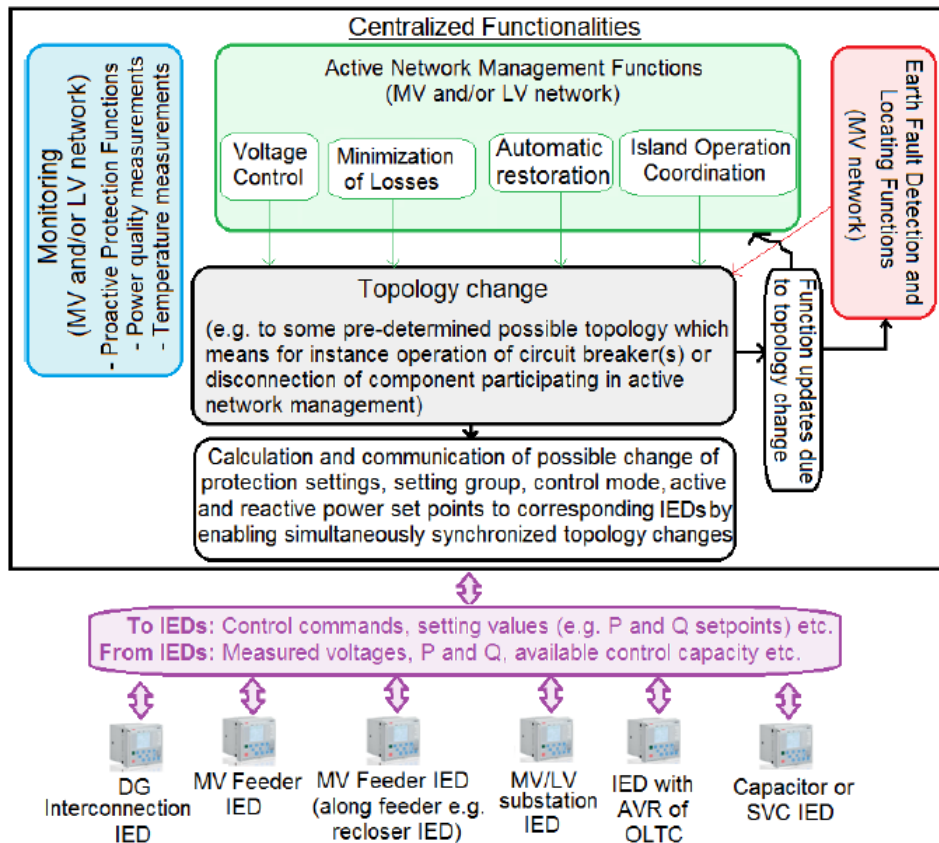 Centralized Functionalities
Monitoring
(MV and/or LV network)
- Proactive Protection Functions
- Power quality measurements
- Temperature measurements
Active Network Management Functions
(MV and/or LV network)
Voltage
Control
Minimization
of Losses
Automatic
restoration
Island Operation
Coordination
Earth Fault Detection and
Locating Functions
(MV network)
Topology change
(e.g. to some pre-determined possible topology which
means for instance operation of circuit breaker(s) or
disconnection of component participating in active
network management)
Function updates due
to topology change
Calculation and communication of possible change of
protection settings, setting group, control mode, active
and reactive power set points to corresponding IEDs by
enabling simultaneously synchronized topology changes
To IEDs: Control commands, setting values (e.g. P and Q setpoints) etc.
From IEDs: Measured voltages, P and Q, available control capacity etc.
DG
Interconnection
IED
MV Feeder
IED
MV Feeder IED
(along feeder e.g.
recloser IED)
MV/LV
substation
IED
IED with
AVR of
OLTC
Capacitor or
SVC IED